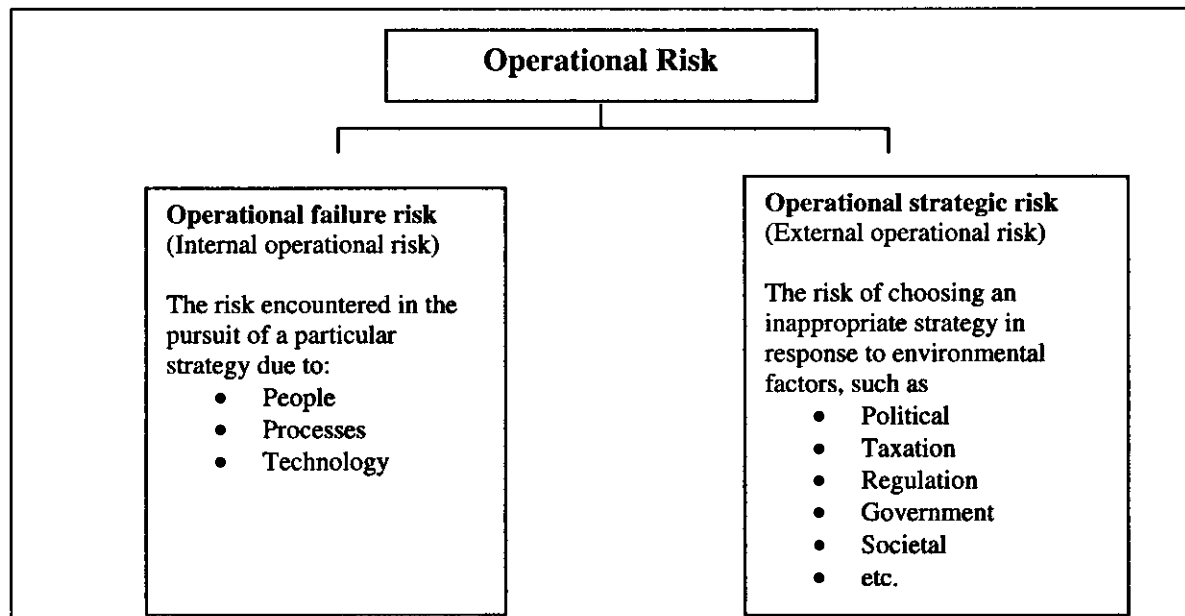 Operational Risk
Operational failure risk
(Internal operational risk)
The risk encountered in the
pursuit of a particular
strategy due to:
• People
• Processes
• Technology
Operational strategic risk
(External operational risk)
The risk of choosing an
inappropriate strategy in
response to environmental
factors, such as
• Political
• Taxation
• Regulation
• Government
• Societal
• etc.